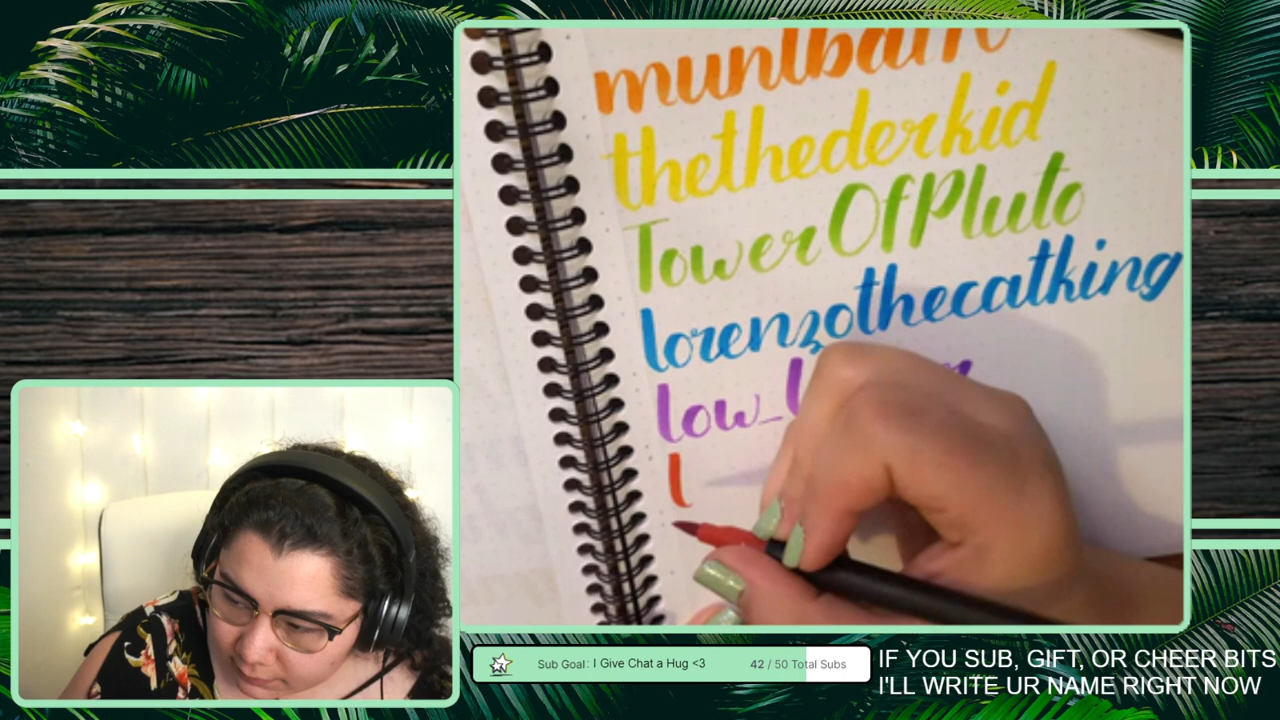 thethederkid
TowerOfPluto
lorenzothecatking
l
Sub Goal: I Give Chat a Hug <3 42 / 50 Total Subs
IF YOU SUB, GIFT, OR CHEER BITS
I'LL WRITE UR NAME RIGHT NOW